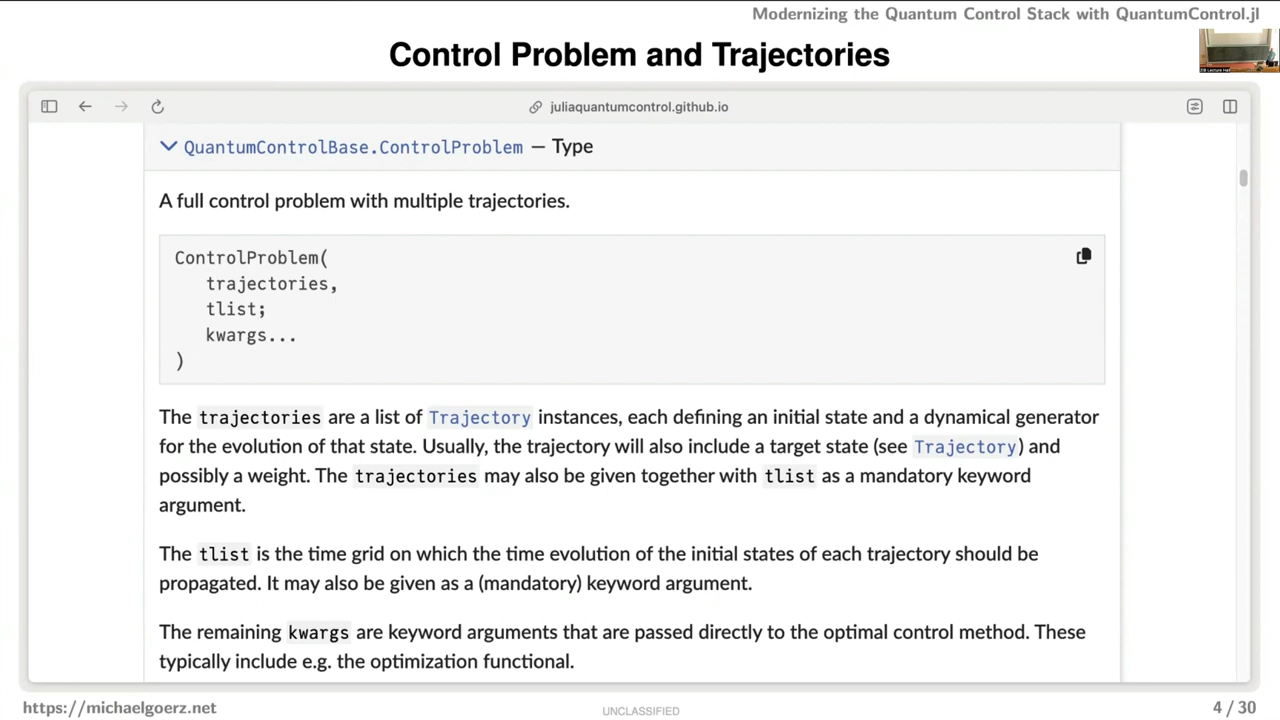 Modernizing the Quantum Control Stack with QuantumControl.jl
Control Problem and Trajectories
juliaquantumcontrol.github.io
QuantumControlBase.ControlProblem — Type
A full control problem with multiple trajectories.
ControlProblem(
trajectories,
tlist;
kwargs...
)
The trajectories are a list of Trajectory instances, each defining an initial state and a dynamical generator
for the evolution of that state. Usually, the trajectory will also include a target state (see Trajectory) and
possibly a weight. The trajectories may also be given together with tlist as a mandatory keyword
argument.
The tlist is the time grid on which the time evolution of the initial states of each trajectory should be
propagated. It may also be given as a (mandatory) keyword argument.
The remaining kwargs are keyword arguments that are passed directly to the optimal control method. These
typically include e.g. the optimization functional.
https://michaelgoerz.net
UNCLASSIFIED
4 / 30